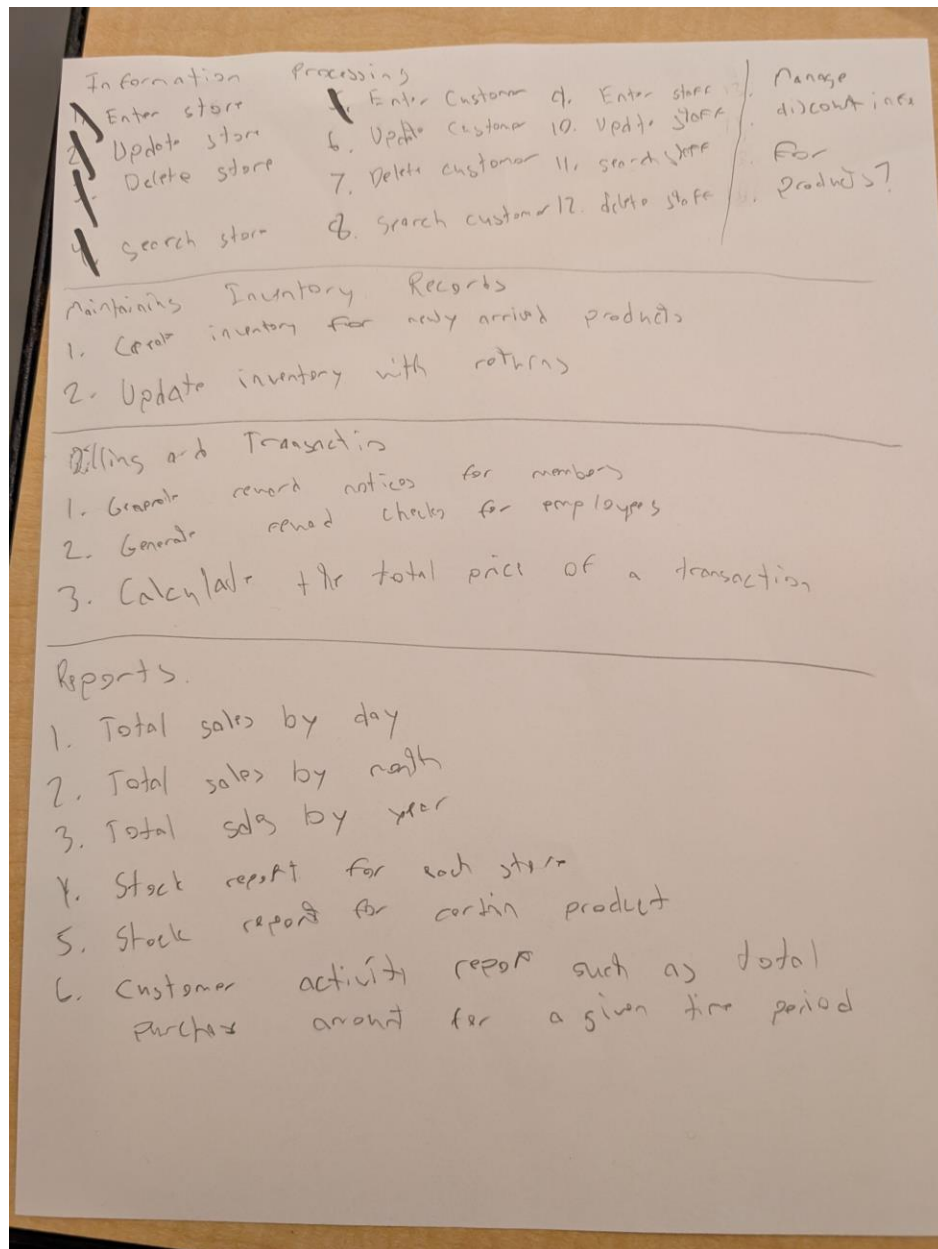 Information Processing
1. Enter store
2. Update store
3. Delete store
4. Search store
5. Enter Customer
6. Update Customer
7. Delete customer
8. Search customer
9. Enter staff
10. Update staff
11. search staff
12. delete staff
Manage
discount info
For
products?
Maintaining Inventory Records
1. Create inventory for newly arrived products
2. Update inventory with returns
Billing and Transactio
1. Generate reward notices for members
2. Generate reward checks for employees
3. Calculate the total price of a transaction
Reports.
1. Total sales by day
2. Total sales by month
3. Total sales by year
4. Stock report for each store
5. Stock report for certin product
6. Customer activity report such as total
purchase amount for a given time period